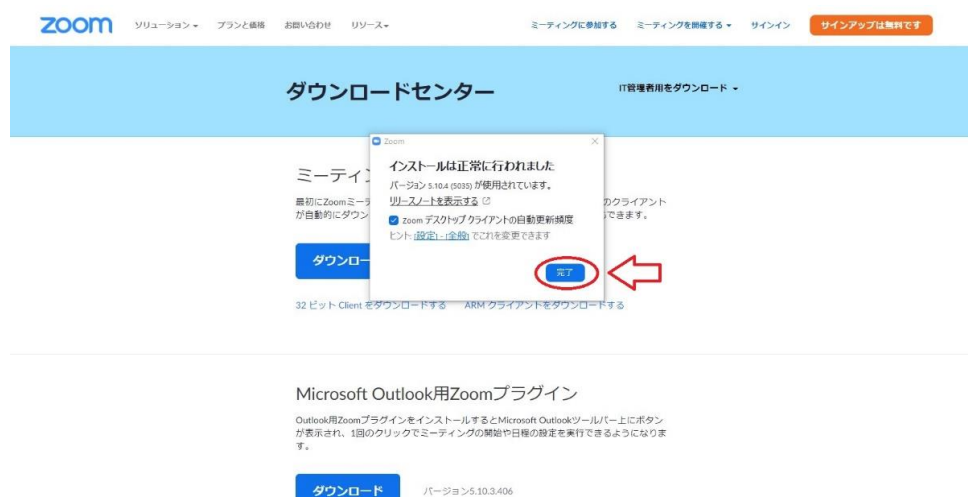 zoom ソリューション プランと価格 お問い合わせ リソース ミーティングに参加する ミーティングを開催する サインイン サインアップは無料です
ダウンロードセンター IT管理者用をダウンロード
Zoom
インストールは正常に行われました
バージョン 5.10.4 (5035) が使用されています。
リリースノートを表示する
Zoom デスクトップ クライアントの自動更新頻度
ヒント: [設定] - [全般] でこれを変更できます
完了
ミーティン
最初にZoomミーテ のクライアント
が自動的にダウン できます。
ダウンロー
32 ビット Client をダウンロードする ARM クライアントをダウンロードする
Microsoft Outlook用Zoomプラグイン
Outlook用ZoomプラグインをインストールするとMicrosoft Outlookツールバー上にボタン
が表示され、1回のクリックでミーティングの開始や日程の設定を実行できるようになりま
す。
ダウンロード バージョン5.10.3.406